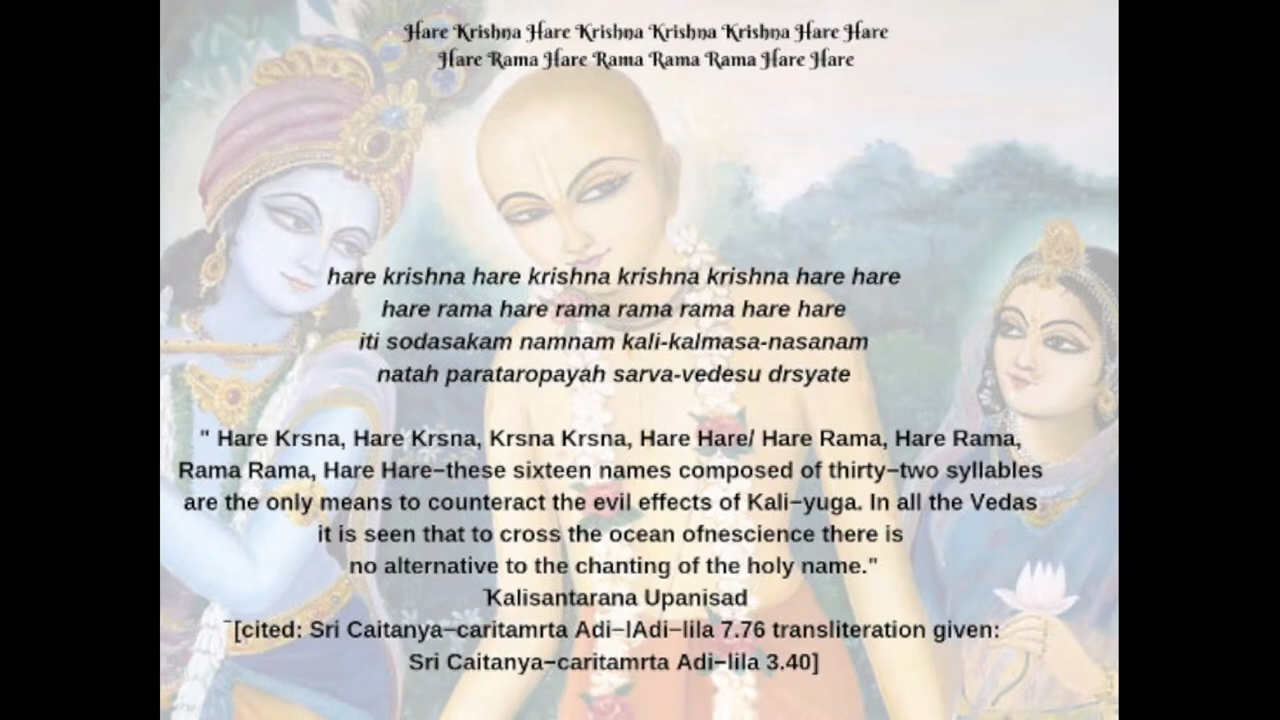 Hare Krishna Hare Krishna Krishna Krishna Hare Hare
Hare Rama Hare Rama Rama Rama Hare Hare
hare krishna hare krishna krishna krishna hare hare
hare rama hare rama rama rama hare hare
iti sodasakam namnam kali-kalmasa-nasanam
natah parataropayah sarva-vedesu drsyate
" Hare Krsna, Hare Krsna, Krsna Krsna, Hare Hare/ Hare Rama, Hare Rama,
Rama Rama, Hare Hare−these sixteen names composed of thirty−two syllables
are the only means to counteract the evil effects of Kali−yuga. In all the Vedas
it is seen that to cross the ocean ofnescience there is
no alternative to the chanting of the holy name."
Kalisantarana Upanisad
¯[cited: Sri Caitanya−caritamrta Adi−lAdi−lila 7.76 transliteration given:
Sri Caitanya−caritamrta Adi−lila 3.40]